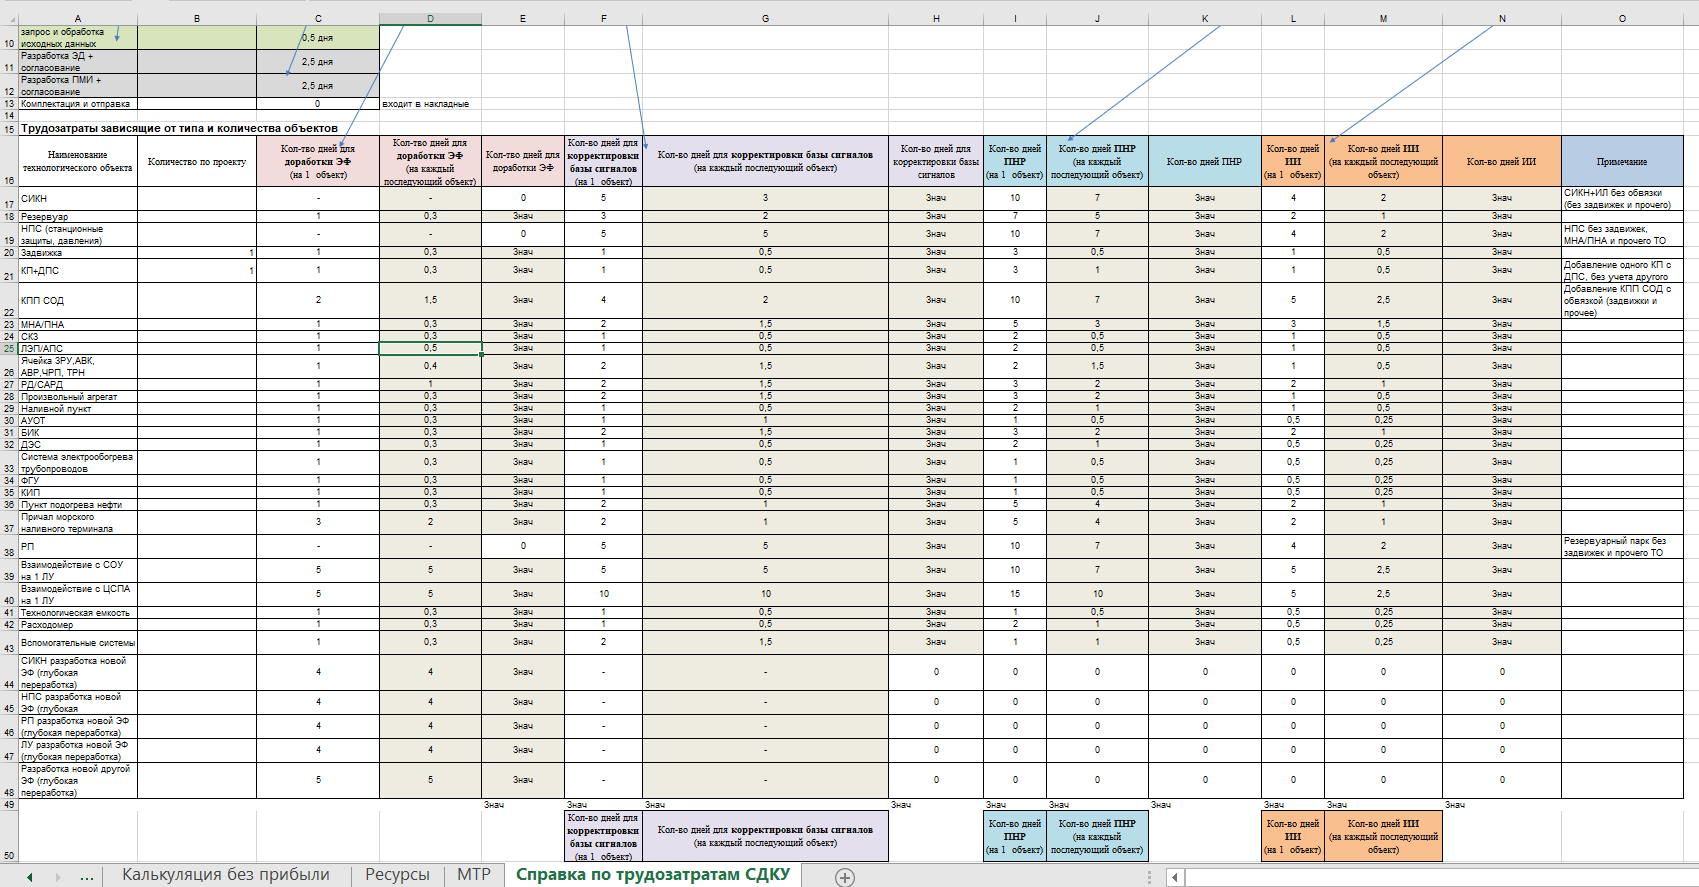 A B C D E F G H I J K L M N O
10 запрос и обработка исходных данных 0,5 дня
11 Разработка ЭД + согласование 2,5 дня
12 Разработка ПМИ + согласование 2,5 дня
13 Комплектация и отправка 0 входит в накладные
14
15 Трудозатраты зависящие от типа и количества объектов
16 Наименование технологического объекта Количество по проекту Кол-тво дней для доработки ЭФ (на 1 объект) Кол-тво дней для доработки ЭФ (на каждый последующий объект) Кол-тво дней для доработки ЭФ Кол-во дней для корректировки базы сигналов (на 1 объект) Кол-во дней для корректировки базы сигналов (на каждый последующий объект) Кол-во дней для корректировки базы сигналов Кол-во дней ПНР (на 1 объект) Кол-во дней ПНР (на каждый последующий объект) Кол-во дней ПНР Кол-во дней ИИ (на 1 объект) Кол-во дней ИИ (на каждый последующий объект) Кол-во дней ИИ Примечание
17 СИКН - - 0 5 3 Знач 10 7 Знач 4 2 Знач СИКН+ИЛ без обвязки (без задвижек и прочего)
18 Резервуар 1 0,3 Знач 3 2 Знач 7 5 Знач 2 1 Знач
19 НПС (станционные защиты, давления) - - 0 5 5 Знач 10 7 Знач 4 2 Знач НПС без задвижек, МНА/ПНА и прочего ТО
20 Задвижка 1 1 0,3 Знач 1 0,5 Знач 3 0,5 Знач 1 0,5 Знач
21 КП+ДПС 1 1 0,3 Знач 1 0,5 Знач 3 1 Знач 1 0,5 Знач Добавление одного КП с ДПС, без учета другого
22 КПП СОД 2 1,5 Знач 4 2 Знач 10 7 Знач 5 2,5 Знач Добавление КПП СОД с обвязкой (задвижки и прочее)
23 МНА/ПНА 1 0,3 Знач 2 1,5 Знач 5 3 Знач 3 1,5 Знач
24 СКЗ 1 0,3 Знач 1 0,5 Знач 2 0,5 Знач 1 0,5 Знач
25 ЛЭП/АПС 1 0,5 Знач 1 0,5 Знач 2 0,5 Знач 1 0,5 Знач
26 Ячейка ЗРУ,АВК, АВР,ЧРП, ТРН 1 0,4 Знач 2 1,5 Знач 2 1,5 Знач 1 0,5 Знач
27 РД/САРД 1 1 Знач 2 1,5 Знач 3 2 Знач 2 1 Знач
28 Произвольный агрегат 1 0,3 Знач 2 1,5 Знач 3 2 Знач 1 0,5 Знач
29 Наливной пункт 1 0,3 Знач 1 0,5 Знач 2 1 Знач 1 0,5 Знач
30 АУОТ 1 0,3 Знач 1 1 Знач 1 0,5 Знач 0,5 0,25 Знач
31 БИК 1 0,3 Знач 2 1,5 Знач 3 2 Знач 2 1 Знач
32 ДЭС 1 0,3 Знач 1 0,5 Знач 2 1 Знач 0,5 0,25 Знач
33 Система электрообогрева трубопроводов 1 0,3 Знач 1 0,5 Знач 1 0,5 Знач 0,5 0,25 Знач
34 ФГУ 1 0,3 Знач 1 0,5 Знач 1 0,5 Знач 0,5 0,25 Знач
35 КИП 1 0,3 Знач 1 0,5 Знач 1 0,5 Знач 0,5 0,25 Знач
36 Пункт подогрева нефти 1 0,3 Знач 2 1 Знач 5 4 Знач 2 1 Знач
37 Причал морского наливного терминала 3 2 Знач 2 1 Знач 5 4 Знач 2 1 Знач
38 РП - - 0 5 5 Знач 10 7 Знач 4 2 Знач Резервуарный парк без задвижек и прочего ТО
39 Взаимодействие с СОУ на 1 ЛУ 5 5 Знач 5 5 Знач 10 7 Знач 5 2,5 Знач
40 Взаимодействие с ЦСПА на 1 ЛУ 5 5 Знач 10 10 Знач 15 10 Знач 5 2,5 Знач
41 Технологическая емкость 1 0,3 Знач 1 0,5 Знач 1 0,5 Знач 0,5 0,25 Знач
42 Расходомер 1 0,3 Знач 1 0,5 Знач 2 1 Знач 0,5 0,25 Знач
43 Вспомогательные системы 1 0,3 Знач 2 1,5 Знач 1 1 Знач 0,5 0,25 Знач
44 СИКН разработка новой ЭФ (глубокая переработка) 4 4 Знач - - 0 0 0 0 0 0 0
45 НПС разработка новой ЭФ (глубокая 4 4 Знач - - 0 0 0 0 0 0 0
46 РП разработка новой ЭФ (глубокая переработка) 4 4 Знач - - 0 0 0 0 0 0 0
47 ЛУ разработка новой ЭФ (глубокая переработка) 4 4 Знач - - 0 0 0 0 0 0 0
48 Разработка новой другой ЭФ (глубокая переработка) 5 5 Знач - - 0 0 0 0 0 0 0
49 Знач Знач Знач Знач Знач Знач Знач Знач Знач Знач
50 Кол-во дней для корректировки базы сигналов (на 1 объект) Кол-во дней для корректировки базы сигналов (на каждый последующий объект) Кол-во дней ПНР (на 1 объект) Кол-во дней ПНР (на каждый последующий объект) Кол-во дней ИИ (на 1 объект) Кол-во дней ИИ (на каждый последующий объект)
... Калькуляция без прибыли Ресурсы МТР Справка по трудозатратам СДКУ